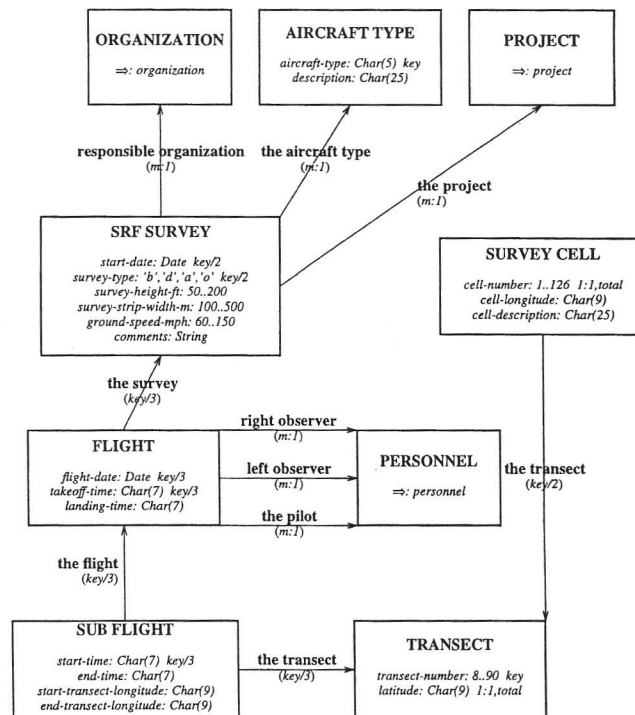 ORGANIZATION
⇒: organization
AIRCRAFT TYPE
aircraft-type: Char(5) key
description: Char(25)
PROJECT
⇒: project
responsible organization
(m:1)
the aircraft type
(m:1)
the project
(m:1)
SRF SURVEY
start-date: Date key/2
survey-type: 'b','d','a','o' key/2
survey-height-ft: 50..200
survey-strip-width-m: 100..500
ground-speed-mph: 60..150
comments: String
SURVEY CELL
cell-number: 1..126 1:1,total
cell-longitude: Char(9)
cell-description: Char(25)
the survey
(key/3)
FLIGHT
flight-date: Date key/3
takeoff-time: Char(7) key/3
landing-time: Char(7)
right observer
(m:1)
left observer
(m:1)
the pilot
(m:1)
PERSONNEL
⇒: personnel
the transect
(key/2)
the flight
(key/3)
SUB FLIGHT
start-time: Char(7) key/3
end-time: Char(7)
start-transect-longitude: Char(9)
end-transect-longitude: Char(9)
the transect
(key/3)
TRANSECT
transect-number: 8..90 key
latitude: Char(9) 1:1,total